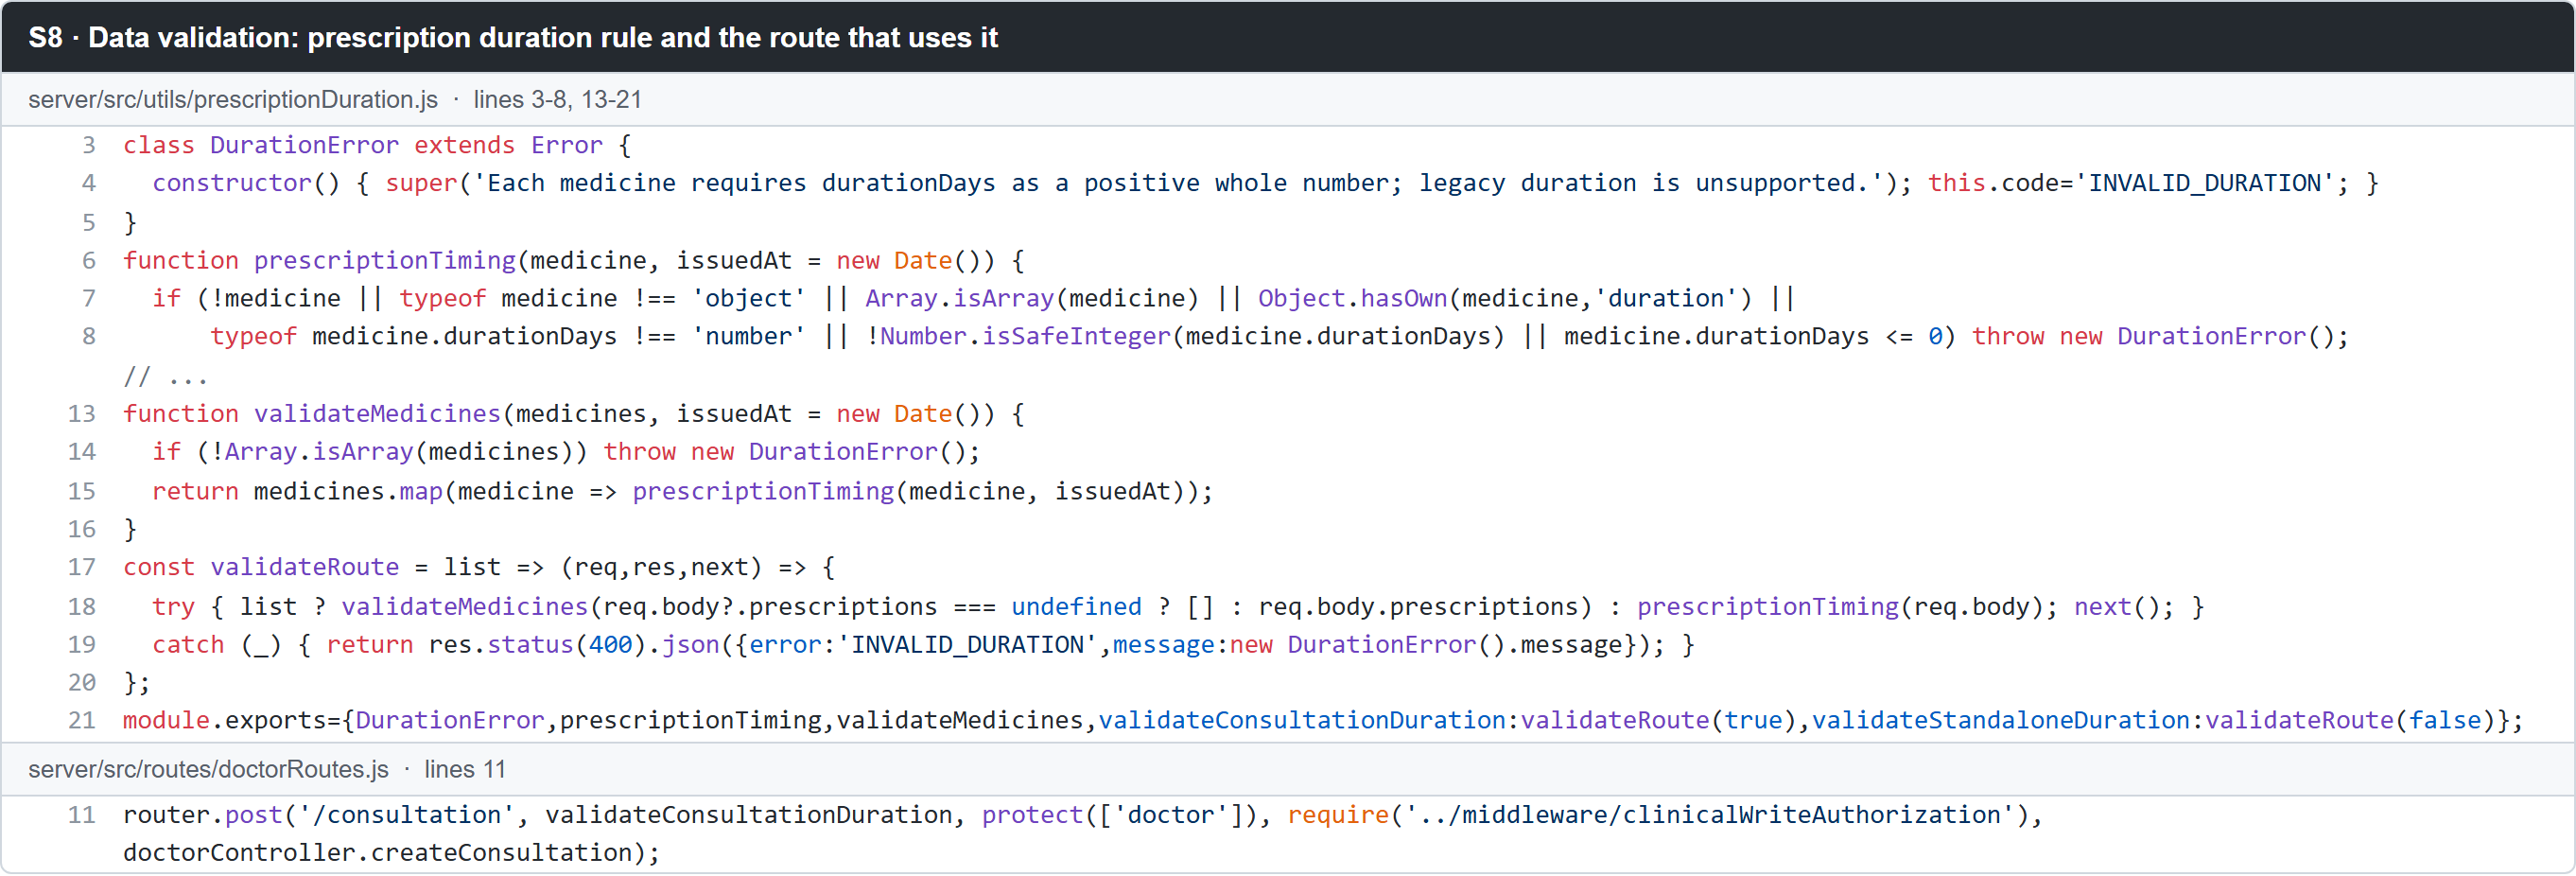 S8 · Data validation: prescription duration rule and the route that uses it
server/src/utils/prescriptionDuration.js · lines 3-8, 13-21
3 class DurationError extends Error {
4   constructor() { super('Each medicine requires durationDays as a positive whole number; legacy duration is unsupported.'); this.code='INVALID_DURATION'; }
5 }
6 function prescriptionTiming(medicine, issuedAt = new Date()) {
7   if (!medicine || typeof medicine !== 'object' || Array.isArray(medicine) || Object.hasOwn(medicine,'duration') ||
8       typeof medicine.durationDays !== 'number' || !Number.isSafeInteger(medicine.durationDays) || medicine.durationDays <= 0) throw new DurationError();
// ...
13 function validateMedicines(medicines, issuedAt = new Date()) {
14   if (!Array.isArray(medicines)) throw new DurationError();
15   return medicines.map(medicine => prescriptionTiming(medicine, issuedAt));
16 }
17 const validateRoute = list => (req,res,next) => {
18   try { list ? validateMedicines(req.body?.prescriptions === undefined ? [] : req.body.prescriptions) : prescriptionTiming(req.body); next(); }
19   catch (_) { return res.status(400).json({error:'INVALID_DURATION',message:new DurationError().message}); }
20 };
21 module.exports={DurationError,prescriptionTiming,validateMedicines,validateConsultationDuration:validateRoute(true),validateStandaloneDuration:validateRoute(false)};
server/src/routes/doctorRoutes.js · lines 11
11 router.post('/consultation', validateConsultationDuration, protect(['doctor']), require('../middleware/clinicalWriteAuthorization'),
doctorController.createConsultation);